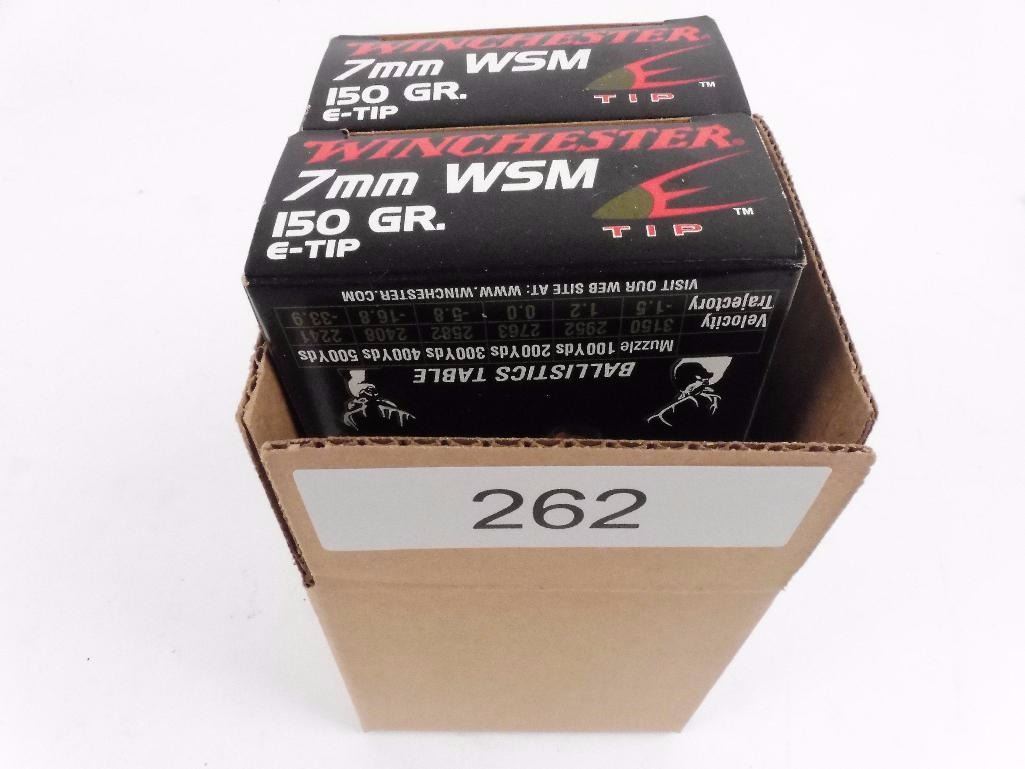 WINCHESTER®
7mm WSM
150 GR.
E-TIP
E
TIP™
WINCHESTER®
7mm WSM
150 GR.
E-TIP
E
TIP™
BALLISTICS TABLE
Muzzle 100Yds 200Yds 300Yds 400Yds 500Yds
Velocity 3150 2952 2763 2582 2408 2241
Trajectory -1.5 1.2 0.0 -5.8 -16.8 -33.9
VISIT OUR WEB SITE AT: WWW.WINCHESTER.COM
262